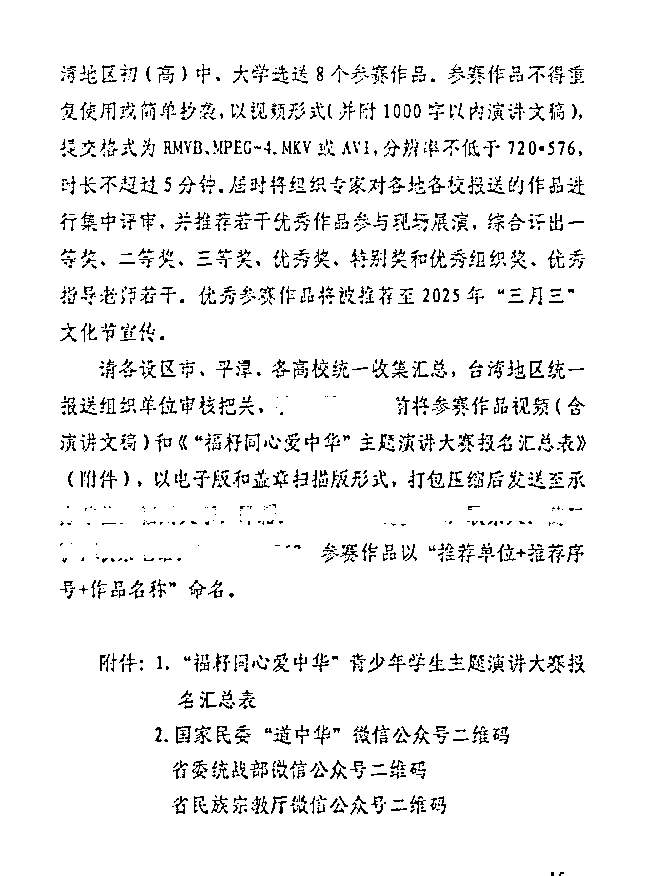 湾地区初(高)中、大学选送8个参赛作品。参赛作品不得重
复使用或简单抄袭,以视频形式(并附1000字以内演讲文稿),
提交格式为RMVB、MPEG-4、MKV或AVI,分辨率不低于720*576,
时长不超过5分钟。届时将组织专家对各地各校报送的作品进
行集中评审,并推荐若干优秀作品参与现场展演,综合评出一
等奖、二等奖、三等奖、优秀奖、特别奖和优秀组织奖、优秀
指导老师若干。优秀参赛作品将被推荐至2025年“三月三”
文化节宣传。
请各设区市、平潭、各高校统一收集汇总,台湾地区统一
报送组织单位审核把关, 前将参赛作品视频(含
演讲文稿)和《“福籽同心爱中华”主题演讲大赛报名汇总表》
(附件),以电子版和盖章扫描版形式,打包压缩后发送至承
参赛作品以“推荐单位+推荐序
号+作品名称”命名。
附件:1.“福籽同心爱中华”青少年学生主题演讲大赛报
名汇总表
2.国家民委“道中华”微信公众号二维码
省委统战部微信公众号二维码
省民族宗教厅微信公众号二维码